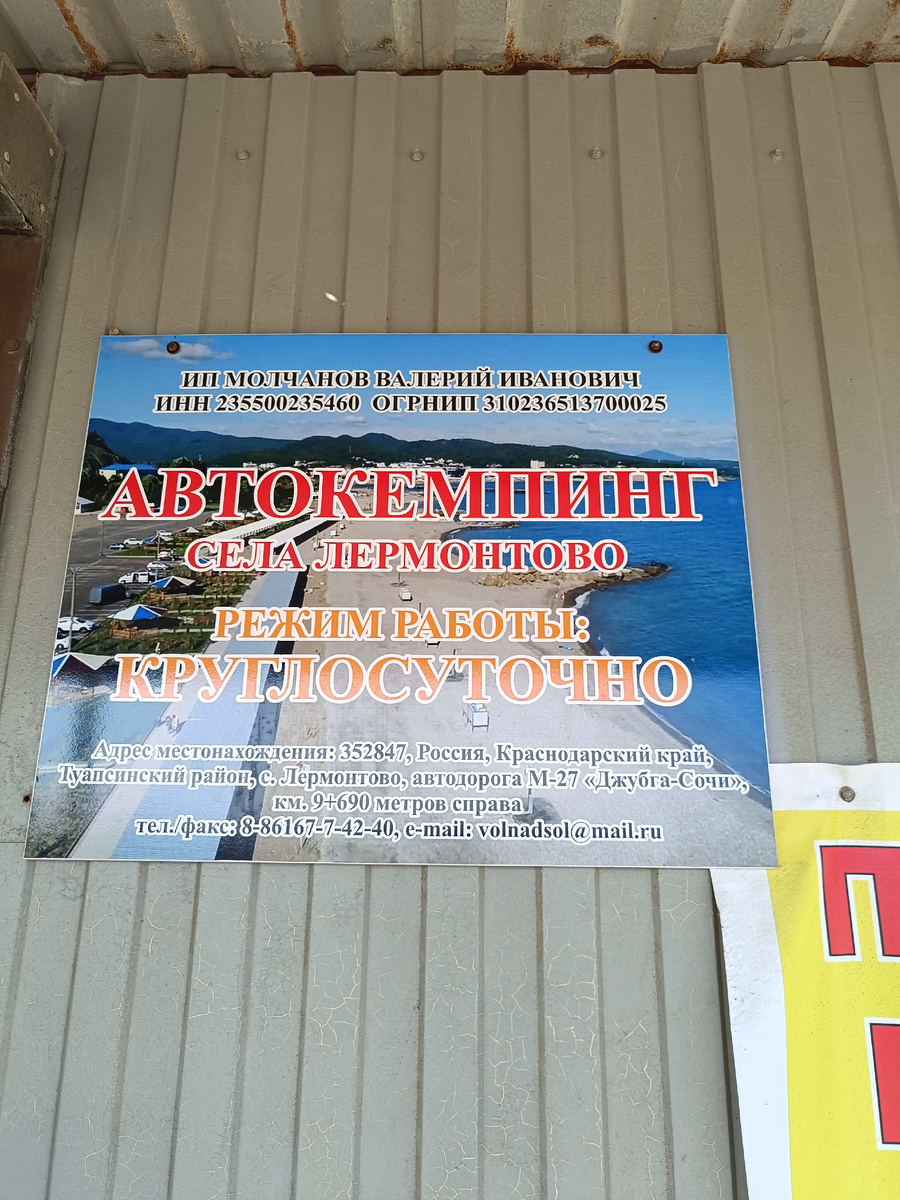 ИП МОЛЧАНОВ ВАЛЕРИЙ ИВАНОВИЧ
ИНН 235500235460 ОГРНИП 310236513700025
АВТОКЕМПИНГ
СЕЛА ЛЕРМОНТОВО
РЕЖИМ РАБОТЫ:
КРУГЛОСУТОЧНО
Адрес местонахождения: 352847, Россия, Краснодарский край,
Туапсинский район, с. Лермонтово, автодорога М-27 «Джубга-Сочи»,
км. 9+690 метров справа
тел./факс: 8-86167-7-42-40, e-mail: volnadsol@mail.ru